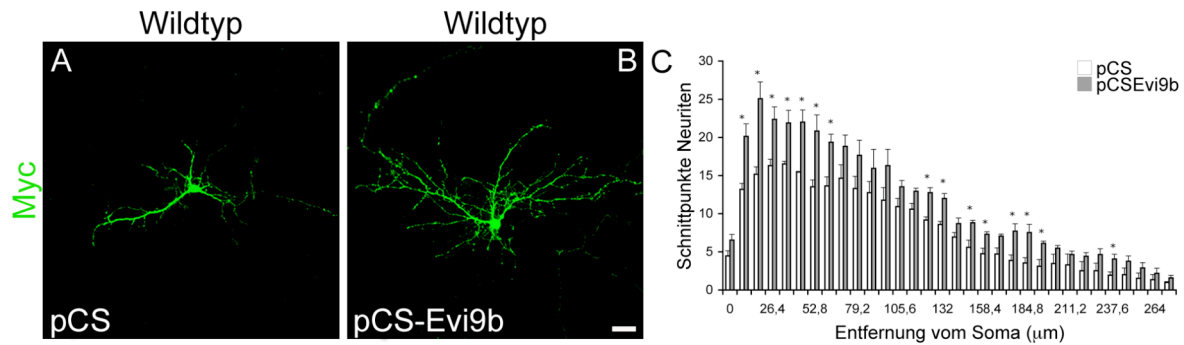 Wildtyp
Wildtyp
A
B
Myc
pCS
pCS-Evi9b
C
pCS
pCSEvi9b
Schnittpunkte Neuriten
30
25
20
15
10
5
0
* * * * * * * * * * * * * * * *
0 26,4 52,8 79,2 105,6 132 158,4 184,8 211,2 237,6 264
Entfernung vom Soma (μm)